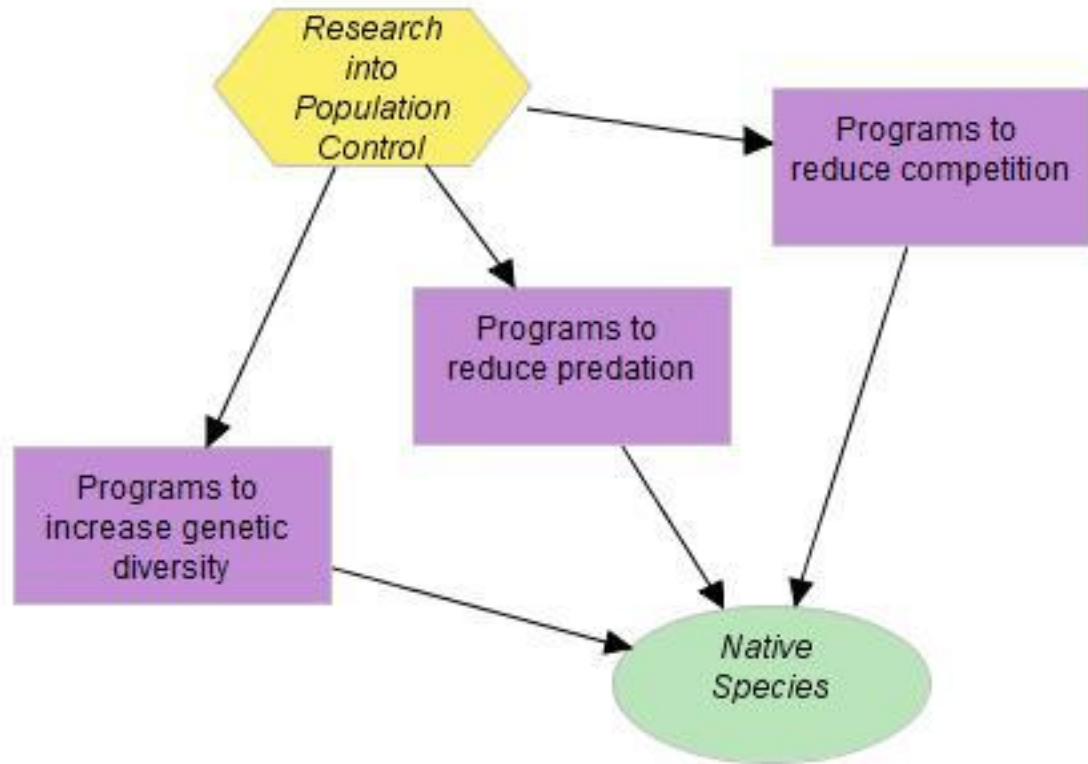 Research
into
Population
Control
Programs to
reduce competition
Programs to
reduce predation
Programs to
increase genetic
diversity
Native
Species